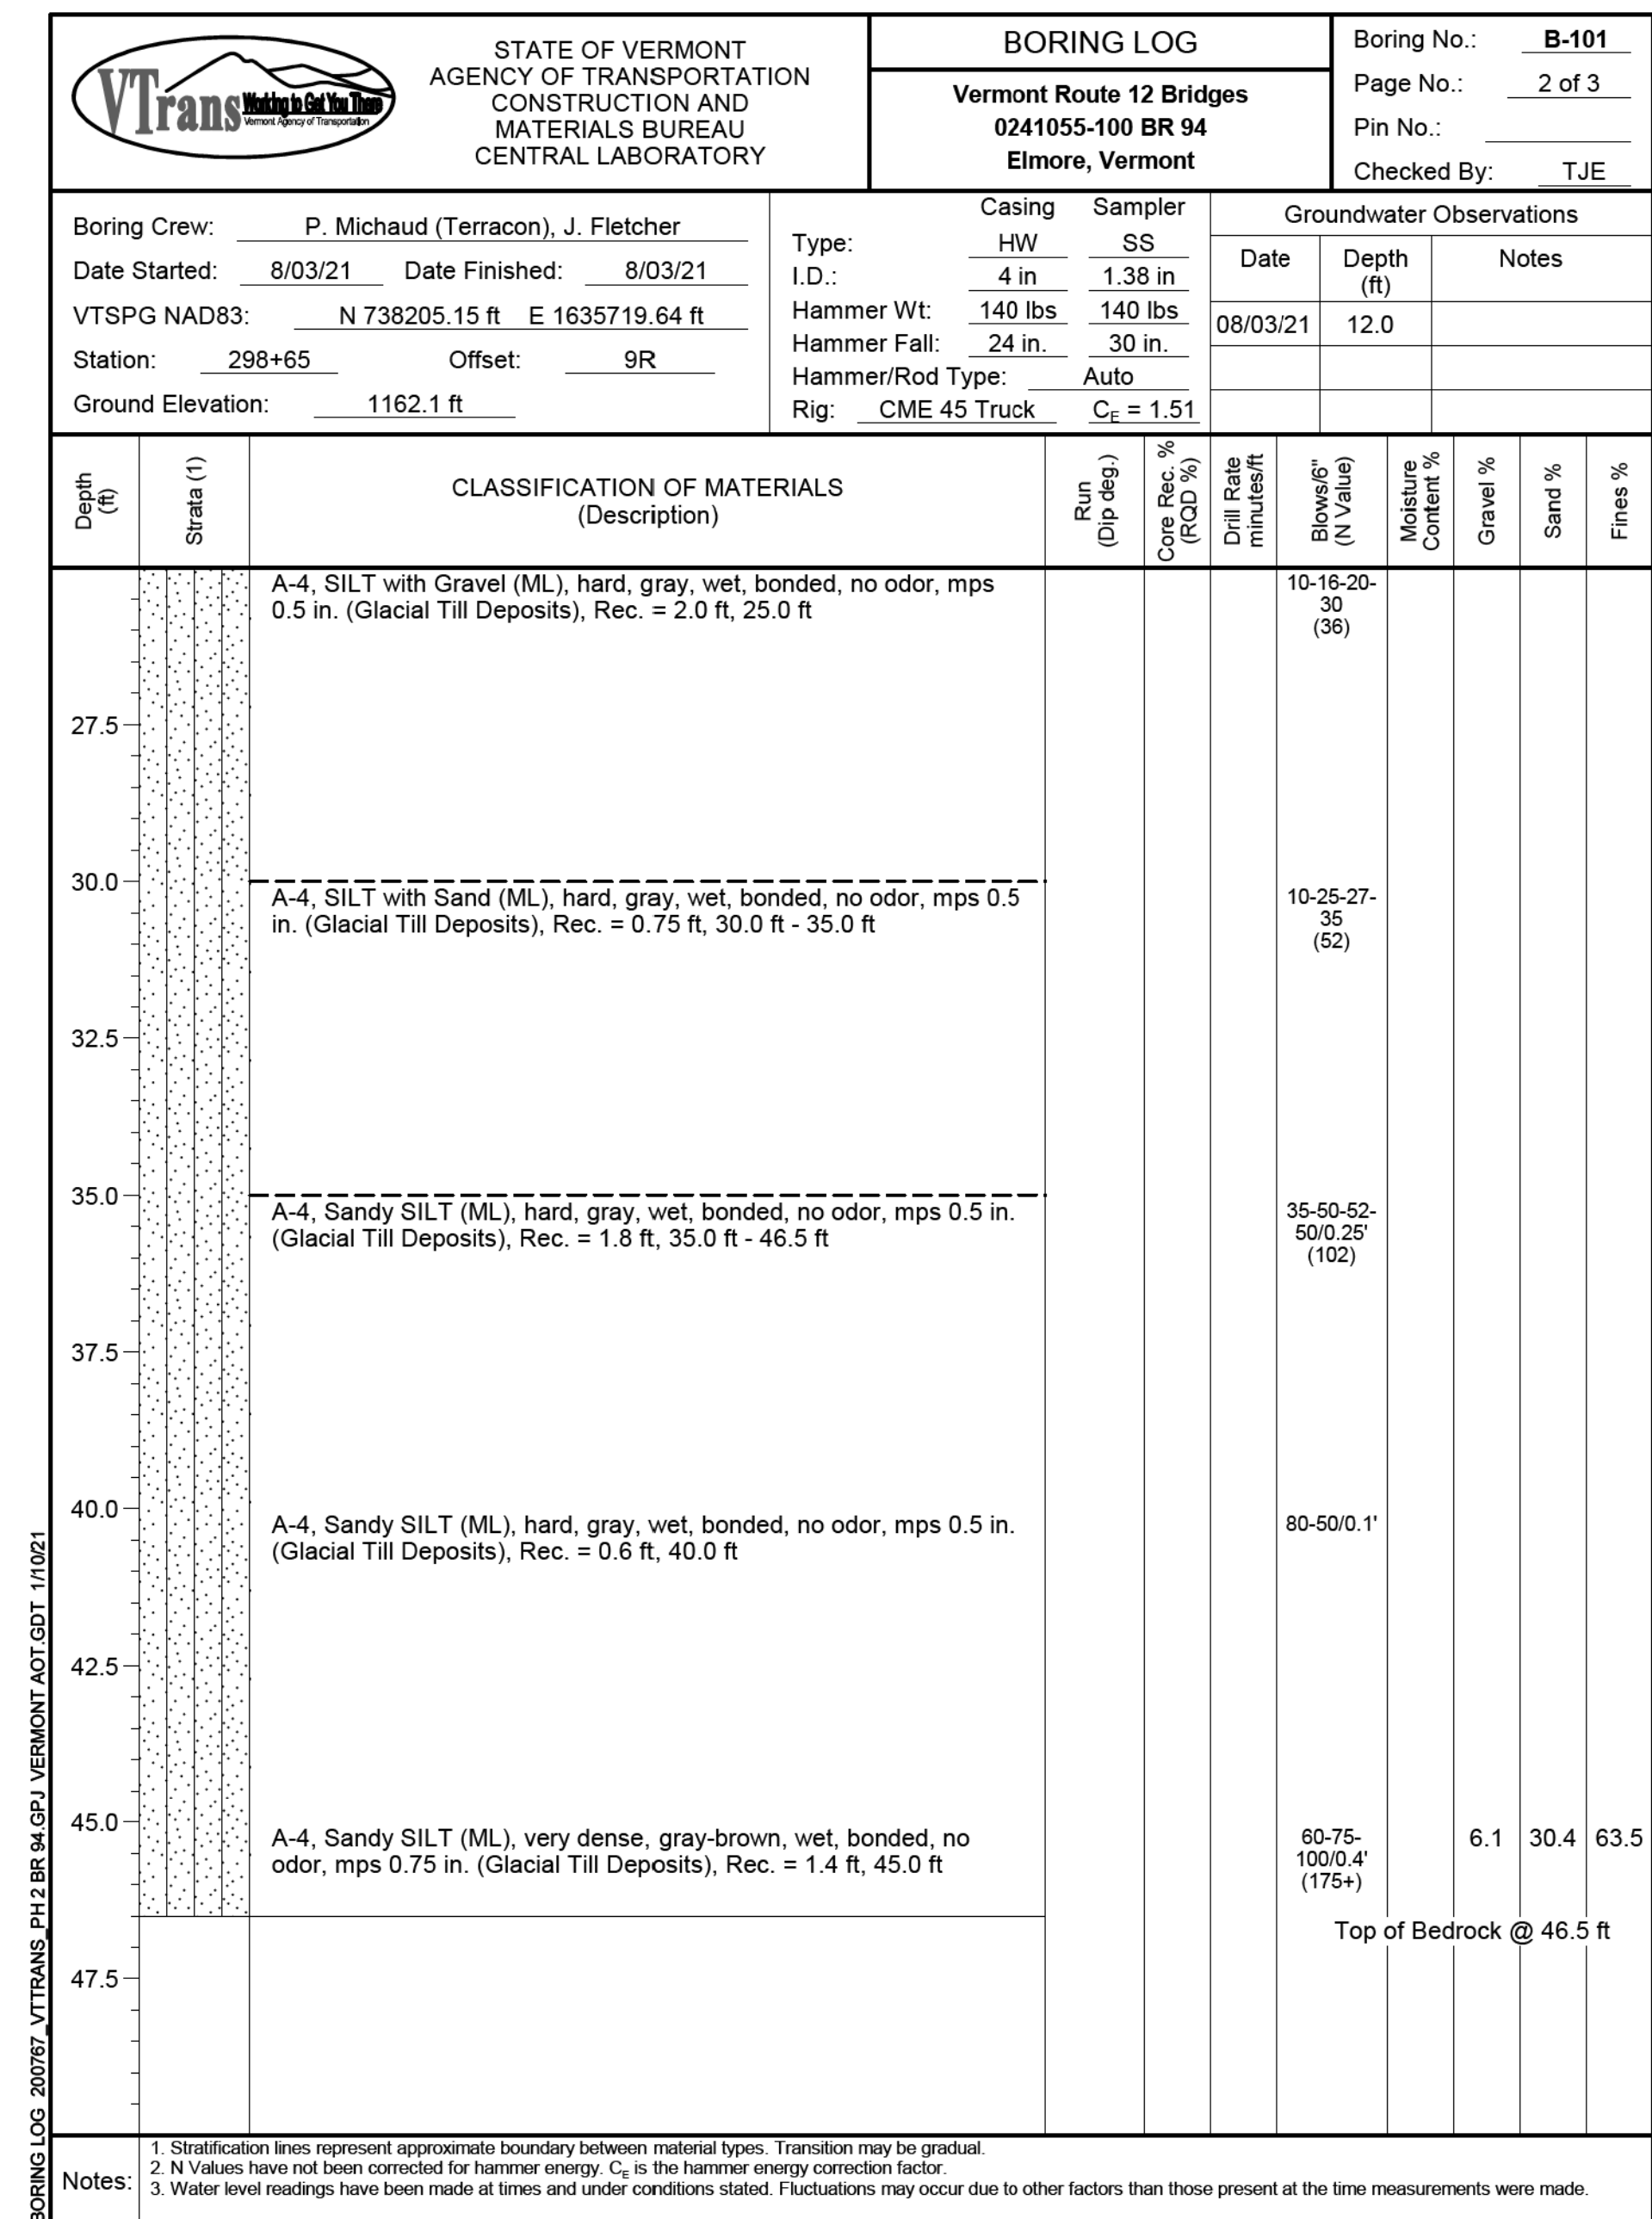 VTrans Working to Get You There
Vermont Agency of Transportation
STATE OF VERMONT
AGENCY OF TRANSPORTATION
CONSTRUCTION AND
MATERIALS BUREAU
CENTRAL LABORATORY
BORING LOG
Vermont Route 12 Bridges
0241055-100 BR 94
Elmore, Vermont
Boring No.: B-101
Page No.: 2 of 3
Pin No.:
Checked By: TJE
Boring Crew: P. Michaud (Terracon), J. Fletcher
Date Started: 8/03/21 Date Finished: 8/03/21
VTSPG NAD83: N 738205.15 ft E 1635719.64 ft
Station: 298+65 Offset: 9R
Ground Elevation: 1162.1 ft
Casing Sampler
Type: HW SS
I.D.: 4 in 1.38 in
Hammer Wt: 140 lbs 140 lbs
Hammer Fall: 24 in. 30 in.
Hammer/Rod Type: Auto
Rig: CME 45 Truck CE = 1.51
Groundwater Observations
Date Depth (ft) Notes
08/03/21 12.0
Depth (ft)
Strata (1)
CLASSIFICATION OF MATERIALS
(Description)
Run (Dip deg.)
Core Rec. % (RQD %)
Drill Rate minutes/ft
Blows/6" (N Value)
Moisture Content %
Gravel %
Sand %
Fines %
A-4, SILT with Gravel (ML), hard, gray, wet, bonded, no odor, mps
0.5 in. (Glacial Till Deposits), Rec. = 2.0 ft, 25.0 ft
10-16-20-
30
(36)
27.5
30.0
A-4, SILT with Sand (ML), hard, gray, wet, bonded, no odor, mps 0.5
in. (Glacial Till Deposits), Rec. = 0.75 ft, 30.0 ft - 35.0 ft
10-25-27-
35
(52)
32.5
35.0
A-4, Sandy SILT (ML), hard, gray, wet, bonded, no odor, mps 0.5 in.
(Glacial Till Deposits), Rec. = 1.8 ft, 35.0 ft - 46.5 ft
35-50-52-
50/0.25'
(102)
37.5
40.0
A-4, Sandy SILT (ML), hard, gray, wet, bonded, no odor, mps 0.5 in.
(Glacial Till Deposits), Rec. = 0.6 ft, 40.0 ft
80-50/0.1'
42.5
45.0
A-4, Sandy SILT (ML), very dense, gray-brown, wet, bonded, no
odor, mps 0.75 in. (Glacial Till Deposits), Rec. = 1.4 ft, 45.0 ft
60-75-
100/0.4'
(175+)
6.1 30.4 63.5
Top of Bedrock @ 46.5 ft
47.5
Notes:
1. Stratification lines represent approximate boundary between material types. Transition may be gradual.
2. N Values have not been corrected for hammer energy. CE is the hammer energy correction factor.
3. Water level readings have been made at times and under conditions stated. Fluctuations may occur due to other factors than those present at the time measurements were made.
BORING LOG 200767_VTTRANS_PH 2 BR 94.GPJ VERMONT AOT.GDT 1/10/21